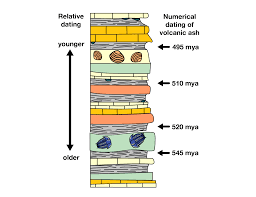 Relative
dating
Numerical
dating of
volcanic ash
younger
495 mya
510 mya
520 mya
older
545 mya